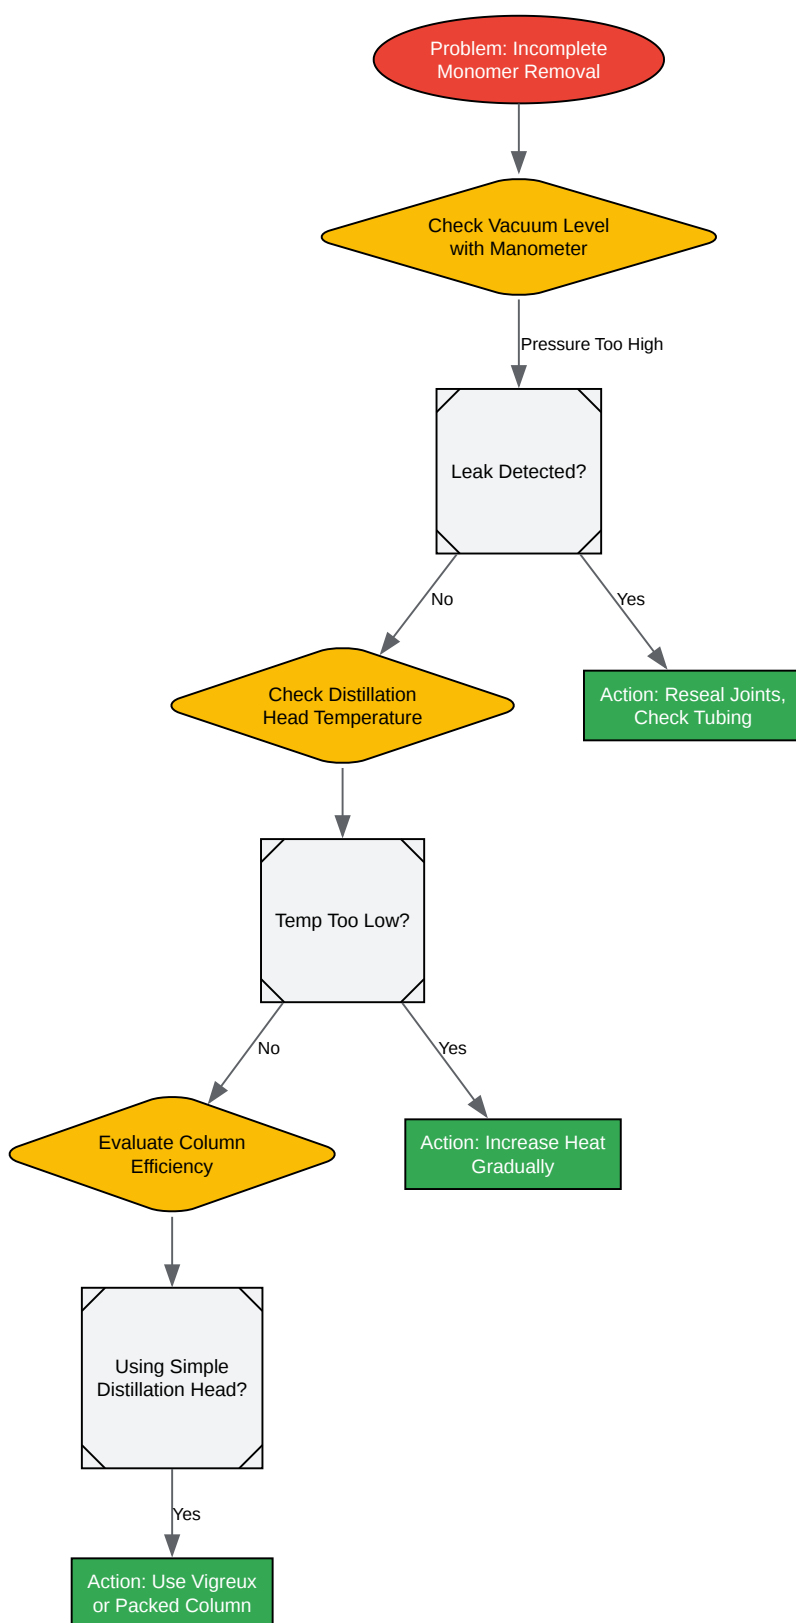 Problem: Incomplete
Monomer Removal
Check Vacuum Level
with Manometer
Pressure Too High
Leak Detected?
No
Yes
Check Distillation
Head Temperature
Action: Reseal Joints,
Check Tubing
Temp Too Low?
No
Yes
Evaluate Column
Efficiency
Action: Increase Heat
Gradually
Using Simple
Distillation Head?
Yes
Action: Use Vigreux
or Packed Column